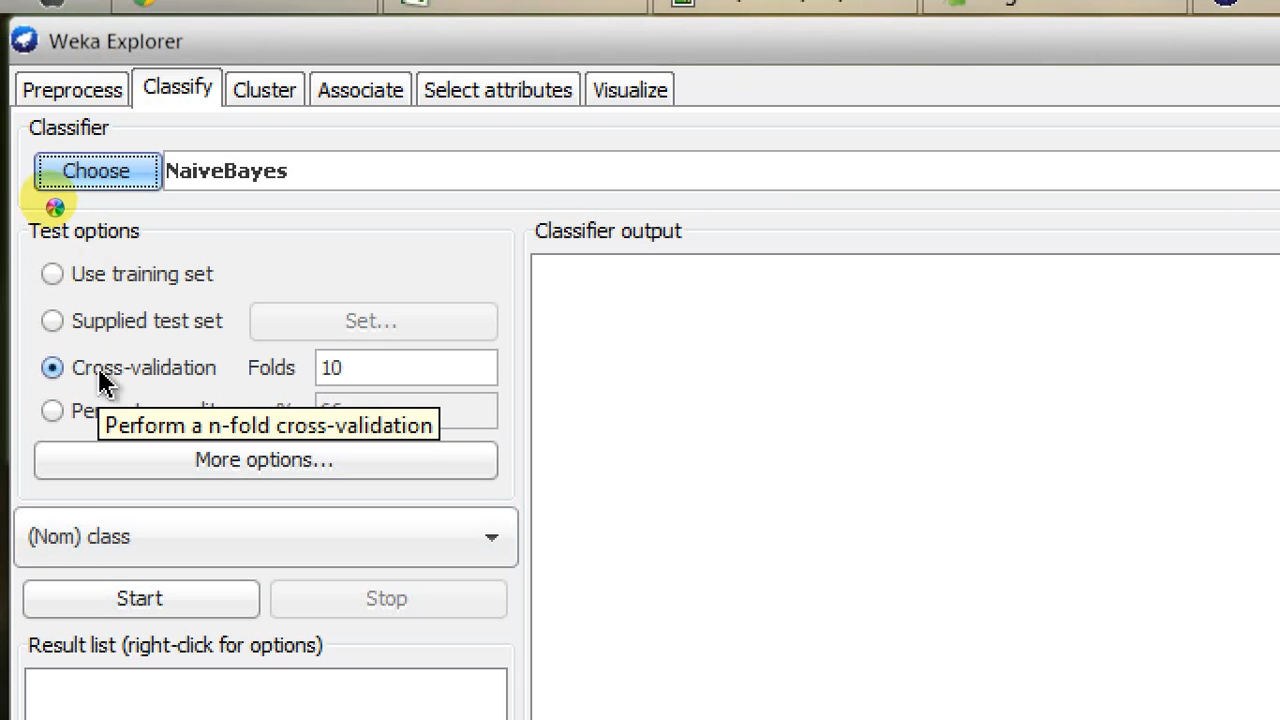 Weka Explorer
Preprocess Classify Cluster Associate Select attributes Visualize
Classifier
Choose NaiveBayes
Test options
Classifier output
Use training set
Supplied test set Set...
Cross-validation Folds 10
Perform a n-fold cross-validation
More options...
(Nom) class
Start Stop
Result list (right-click for options)